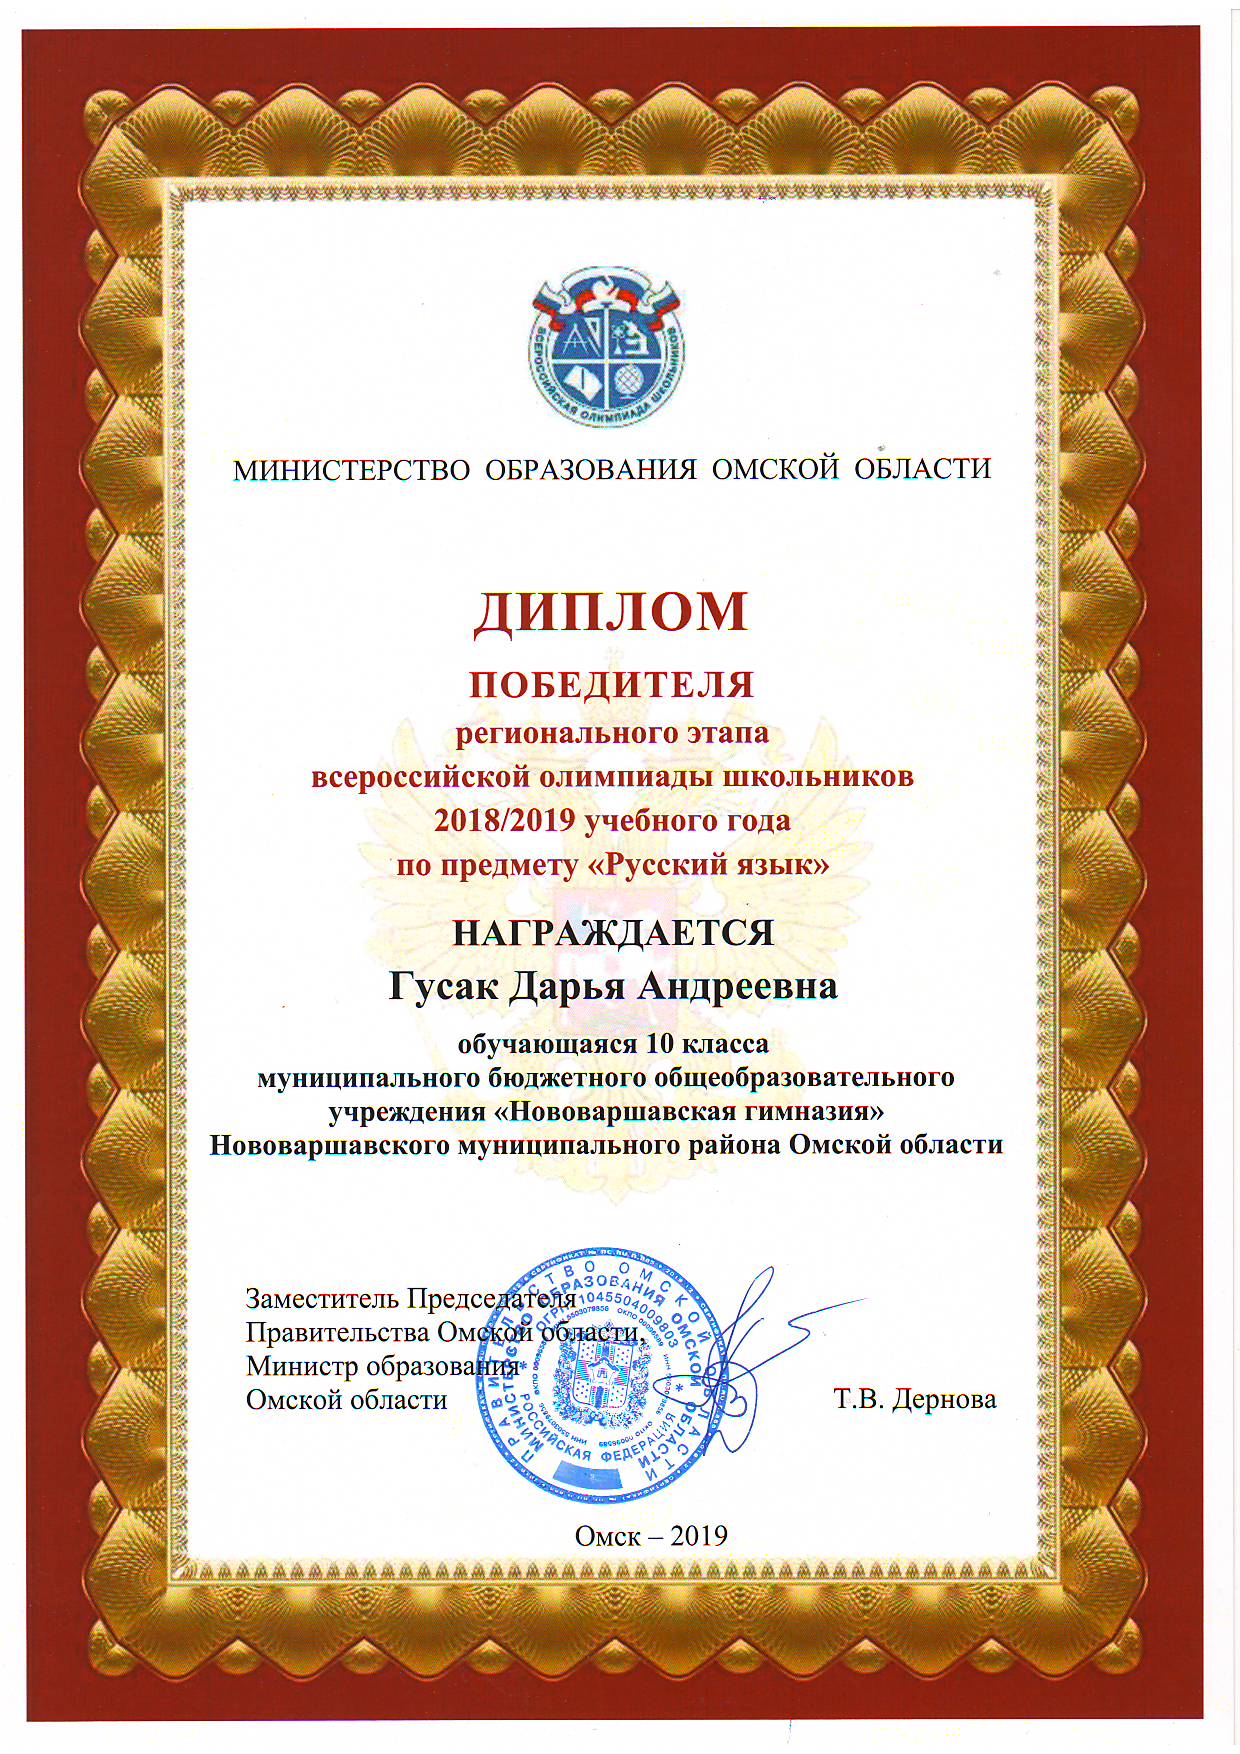 ВСЕРОССИЙСКАЯ ОЛИМПИАДА ШКОЛЬНИКОВ
МИНИСТЕРСТВО ОБРАЗОВАНИЯ ОМСКОЙ ОБЛАСТИ
ДИПЛОМ
ПОБЕДИТЕЛЯ
регионального этапа
всероссийской олимпиады школьников
2018/2019 учебного года
по предмету «Русский язык»
НАГРАЖДАЕТСЯ
Гусак Дарья Андреевна
обучающаяся 10 класса
муниципального бюджетного общеобразовательного
учреждения «Нововаршавская гимназия»
Нововаршавского муниципального района Омской области
Заместитель Председателя
Правительства Омской области,
Министр образования
Омской области
Т.В. Дернова
ПРАВИТЕЛЬСТВО ОМСКОЙ ОБЛАСТИ
МИНИСТЕРСТВО ОБРАЗОВАНИЯ ОМСКОЙ ОБЛАСТИ
ОГРН 1045504009803
РОССИЙСКАЯ ФЕДЕРАЦИЯ
Омск – 2019